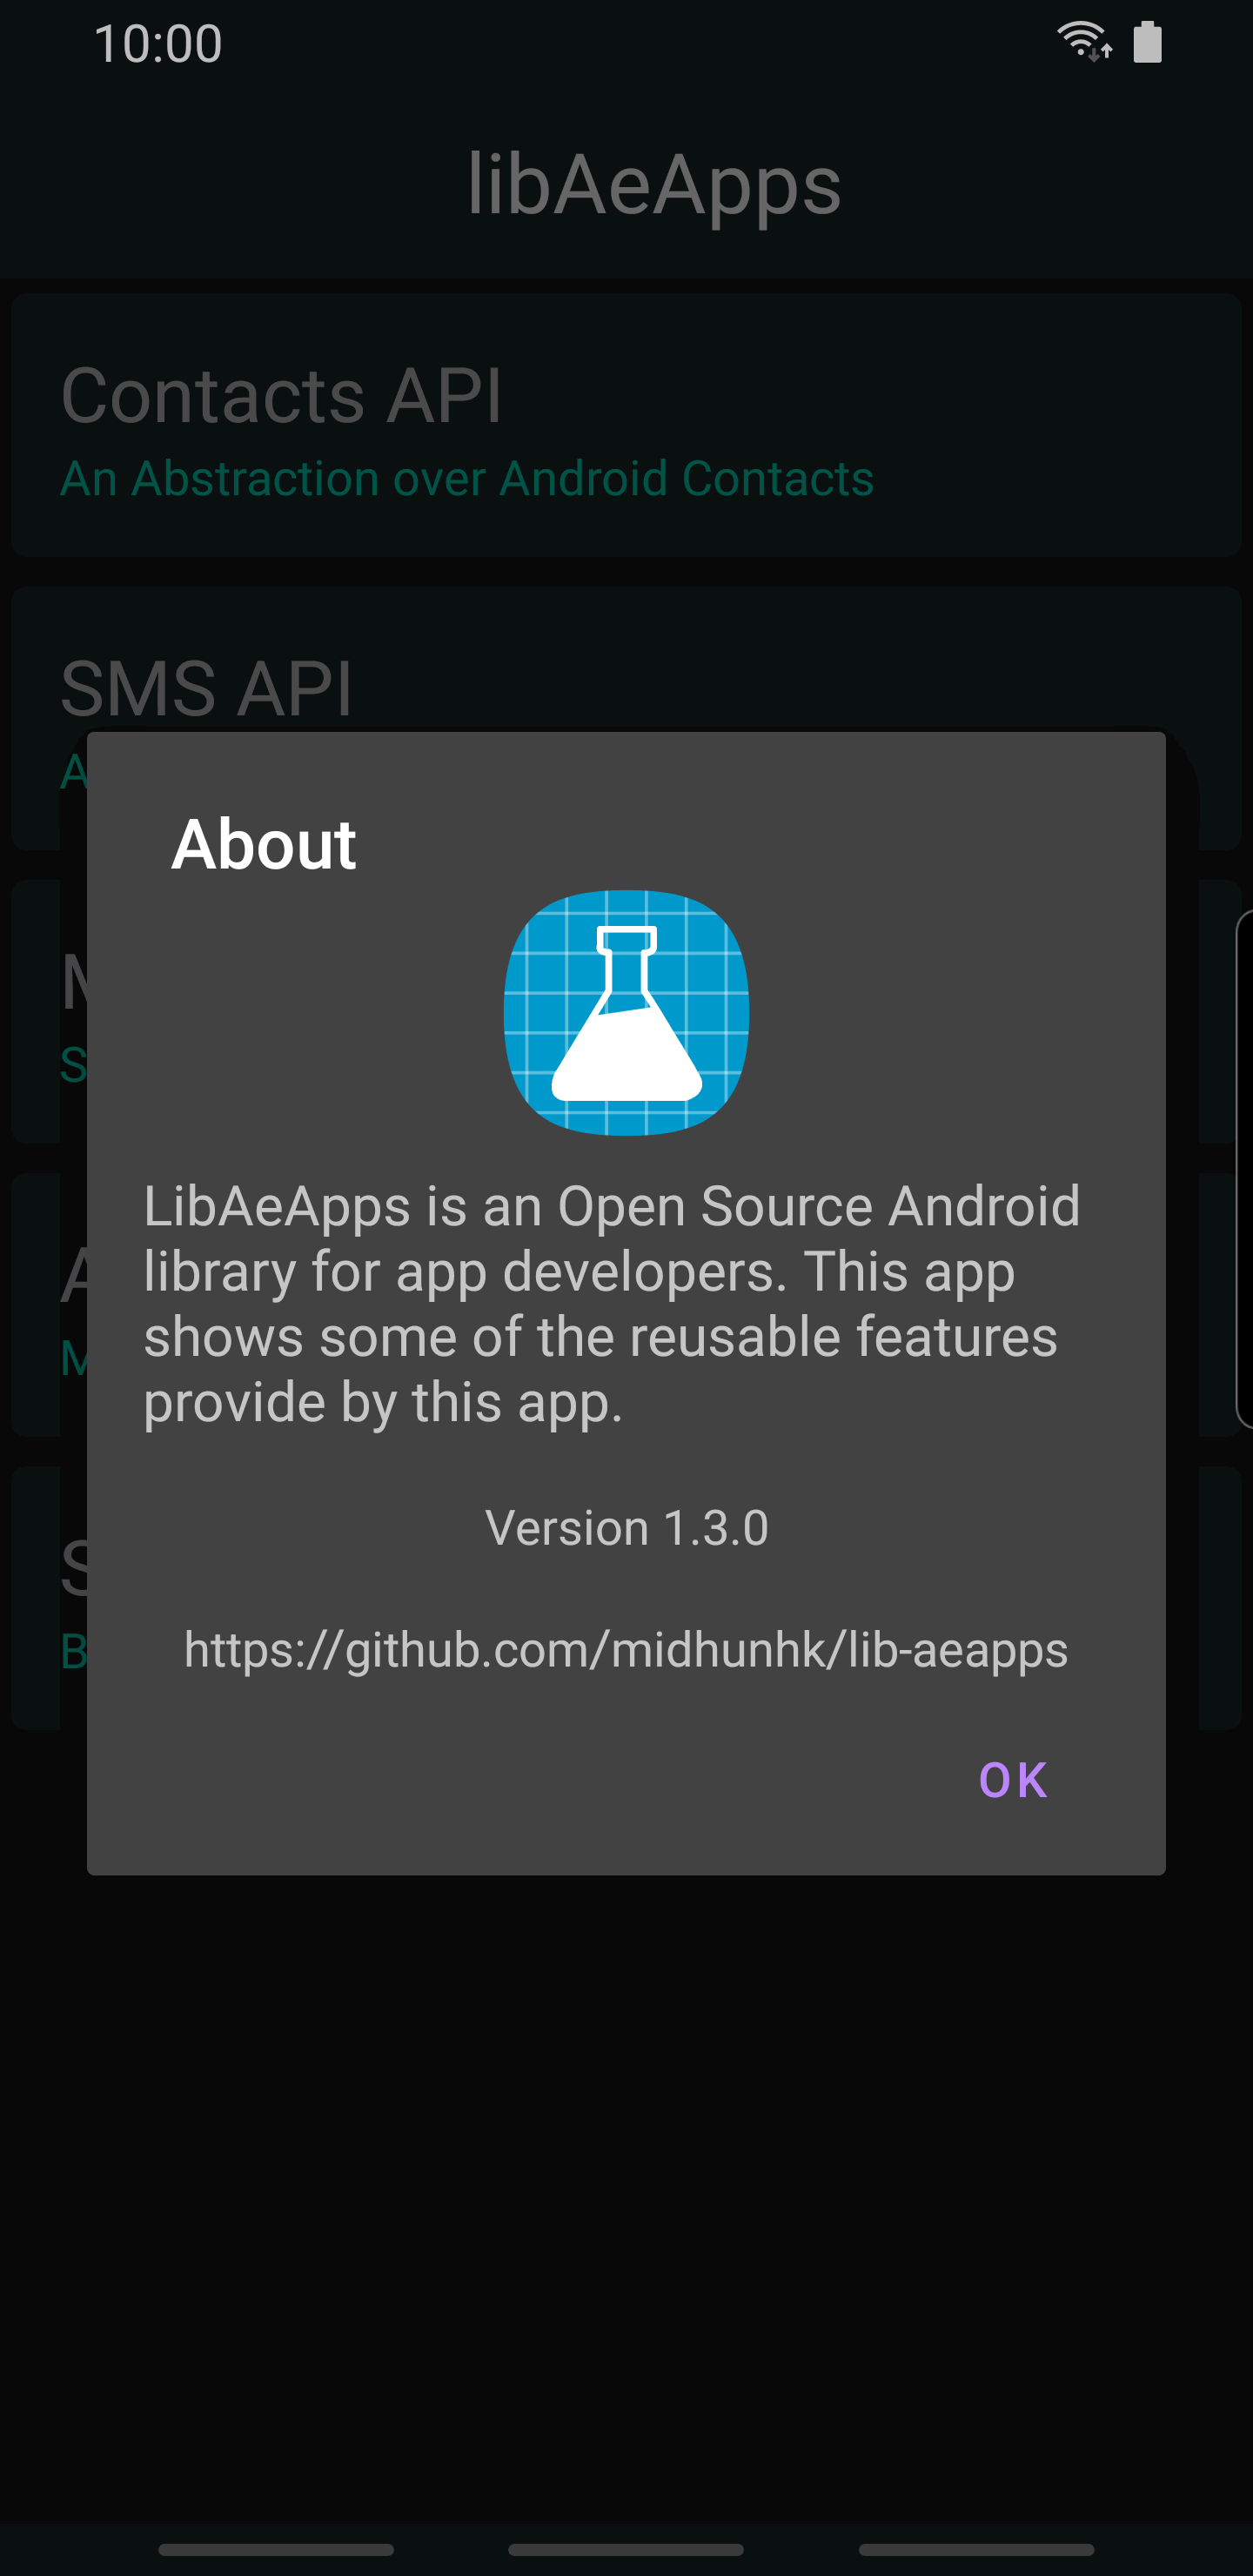 10:00
libAeApps
Contacts API
An Abstraction over Android Contacts
SMS API
About
LibAeApps is an Open Source Android
library for app developers. This app
shows some of the reusable features
provide by this app.
Version 1.3.0
https://github.com/midhunhk/lib-aeapps
OK